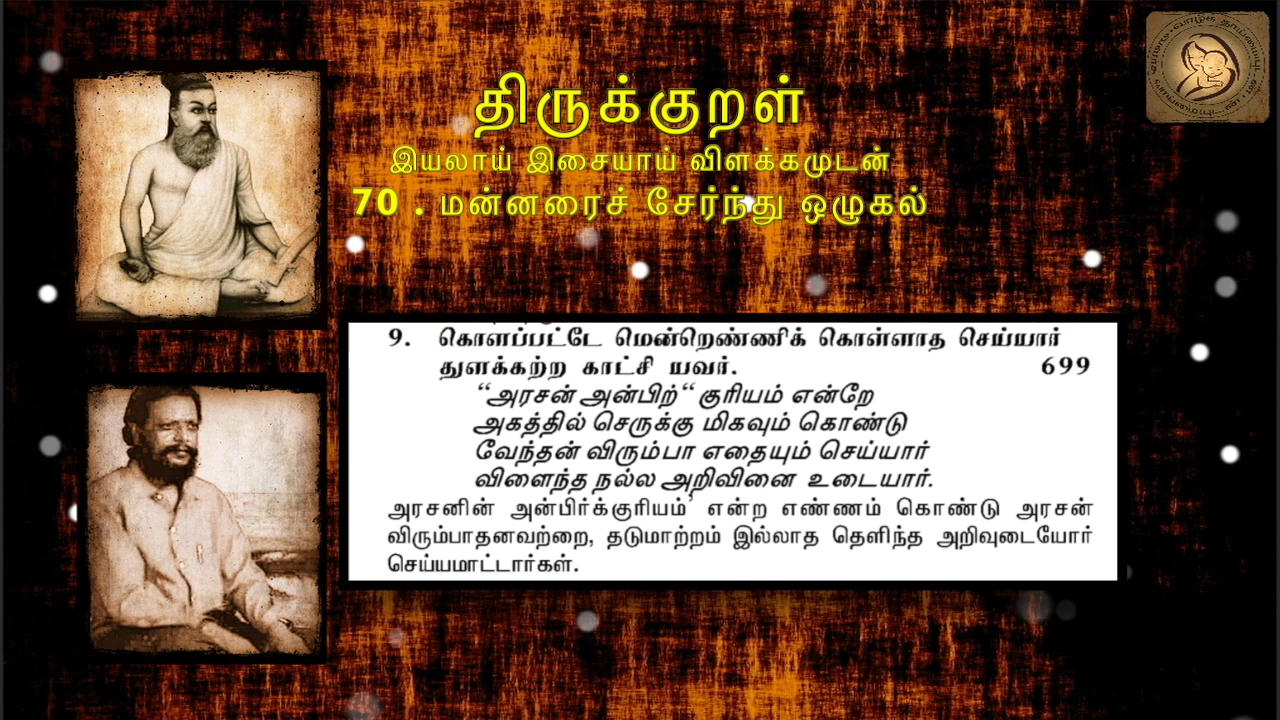 திருக்குறள்
இயலாய் இசையாய் விளக்கமுடன்
70 . மன்னரைச் சேர்ந்து ஒழுகல்
9. கொளப்பட்டே மென்றெண்ணிக் கொள்ளாத செய்யார்
துளக்கற்ற காட்சி யவர். 699
“அரசன் அன்பிற்“ குரியம் என்றே
அகத்தில் செருக்கு மிகவும் கொண்டு
வேந்தன் விரும்பா எதையும் செய்யார்
விளைந்த நல்ல அறிவினை உடையார்.
அரசனின் அன்பிர்க்குரியம்’ என்ற எண்ணம் கொண்டு அரசன்
விரும்பாதனவற்றை, தடுமாற்றம் இல்லாத தெளிந்த அறிவுடையோர்
செய்யமாட்டார்கள்.